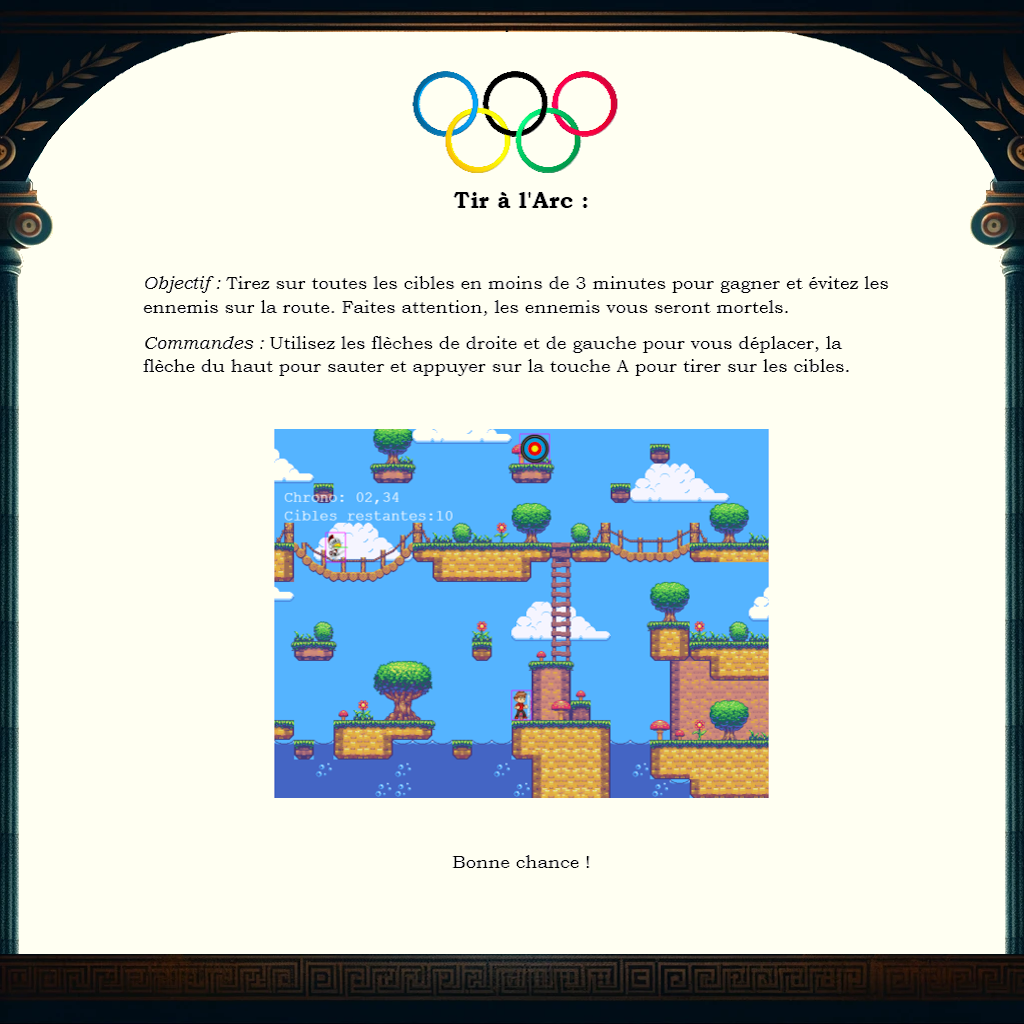 Tir à l'Arc :
Objectif : Tirez sur toutes les cibles en moins de 3 minutes pour gagner et évitez les
ennemis sur la route. Faites attention, les ennemis vous seront mortels.
Commandes : Utilisez les flèches de droite et de gauche pour vous déplacer, la
flèche du haut pour sauter et appuyer sur la touche A pour tirer sur les cibles.
Chrono: 02,34
Cibles restantes:10
Bonne chance !